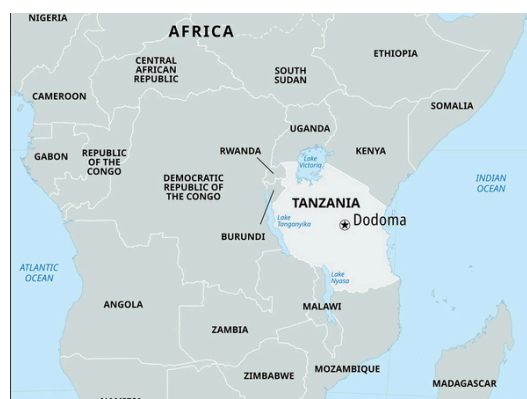 NIGERIA
AFRICA
ETHIOPIA
CENTRAL
AFRICAN
REPUBLIC
SOUTH
SUDAN
CAMEROON
SOMALIA
UGANDA
GABON
REPUBLIC
OF THE
CONGO
RWANDA
Lake
Victoria
KENYA
DEMOCRATIC
REPUBLIC OF
THE CONGO
INDIAN
OCEAN
TANZANIA
Dodoma
Lake
Tanganyika
BURUNDI
ATLANTIC
OCEAN
Lake
Nyasa
ANGOLA
MALAWI
ZAMBIA
MOZAMBIQUE
ZIMBABWE
MADAGASCAR
NAMIBIA